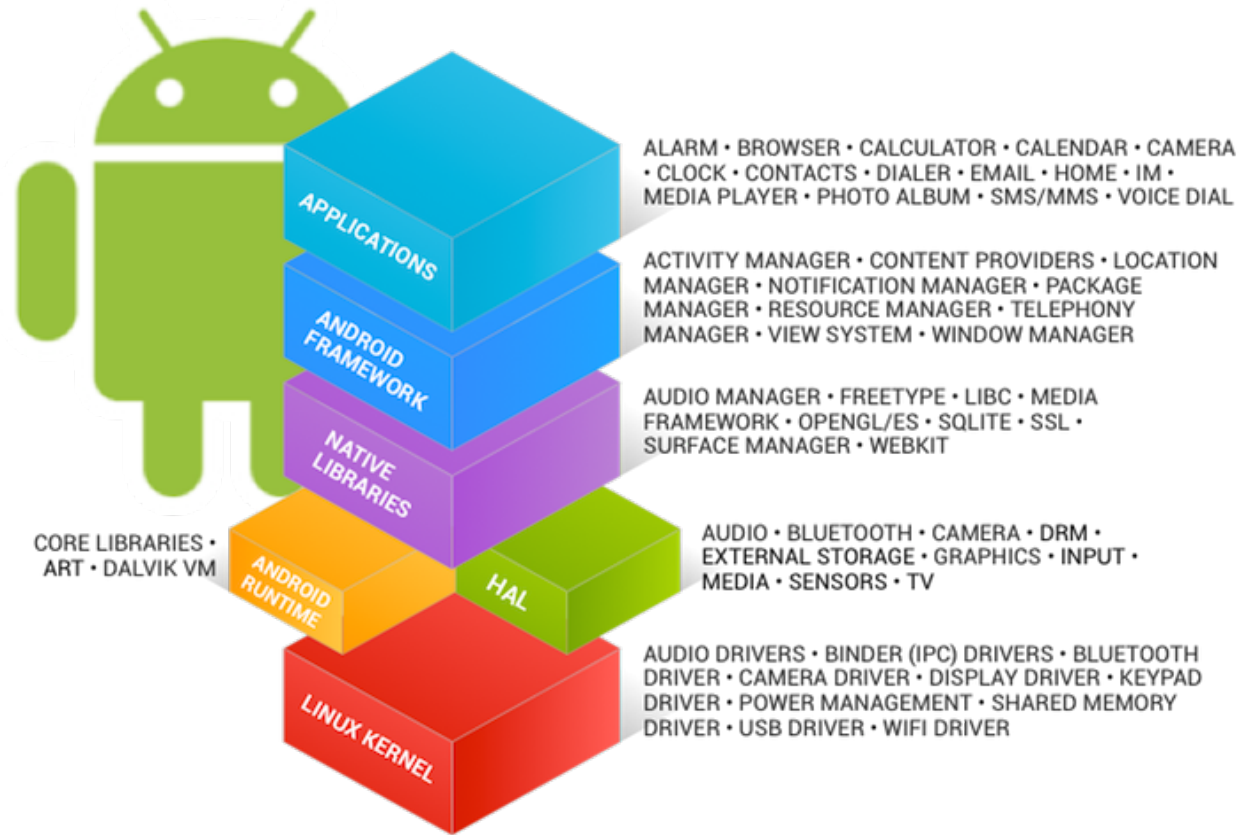 APPLICATIONS
ALARM • BROWSER • CALCULATOR • CALENDAR • CAMERA
• CLOCK • CONTACTS • DIALER • EMAIL • HOME • IM •
MEDIA PLAYER • PHOTO ALBUM • SMS/MMS • VOICE DIAL
ANDROID
FRAMEWORK
ACTIVITY MANAGER • CONTENT PROVIDERS • LOCATION
MANAGER • NOTIFICATION MANAGER • PACKAGE
MANAGER • RESOURCE MANAGER • TELEPHONY
MANAGER • VIEW SYSTEM • WINDOW MANAGER
NATIVE
LIBRARIES
AUDIO MANAGER • FREETYPE • LIBC • MEDIA
FRAMEWORK • OPENGL/ES • SQLITE • SSL •
SURFACE MANAGER • WEBKIT
CORE LIBRARIES •
ART • DALVIK VM
ANDROID
RUNTIME
HAL
AUDIO • BLUETOOTH • CAMERA • DRM •
EXTERNAL STORAGE • GRAPHICS • INPUT •
MEDIA • SENSORS • TV
LINUX KERNEL
AUDIO DRIVERS • BINDER (IPC) DRIVERS • BLUETOOTH
DRIVER • CAMERA DRIVER • DISPLAY DRIVER • KEYPAD
DRIVER • POWER MANAGEMENT • SHARED MEMORY
DRIVER • USB DRIVER • WIFI DRIVER